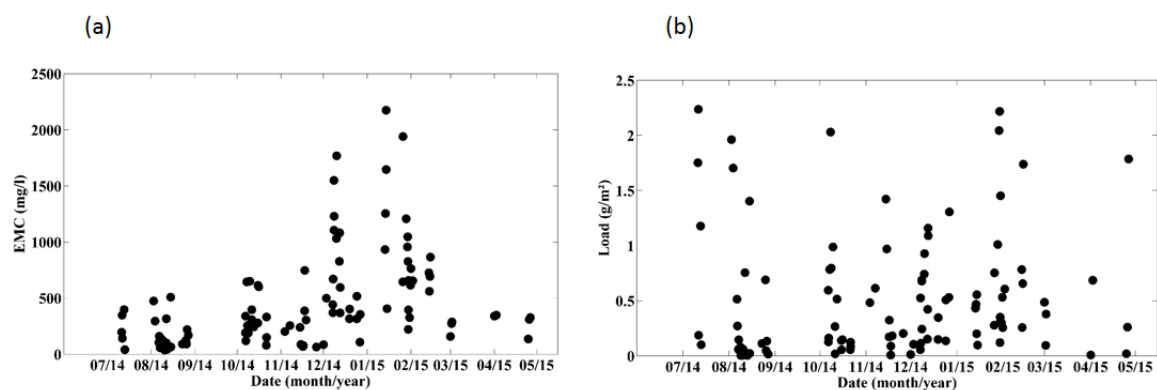 (a)
(b)
2500
2000
1500
1000
500
0
EMC (mg/l)
07/14 08/14 09/14 10/14 11/14 12/14 01/15 02/15 03/15 04/15 05/15
Date (month/year)
2.5
2
1.5
1
0.5
0
Load (g/m²)
07/14 08/14 09/14 10/14 11/14 12/14 01/15 02/15 03/15 04/15 05/15
Date (month/year)